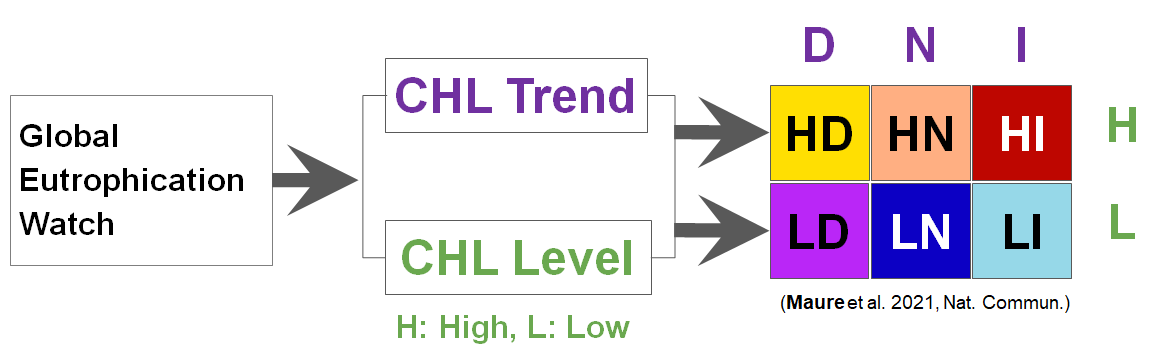 Global
Eutrophication
Watch
CHL Trend
CHL Level
H: High, L: Low
D N I
HD HN HI H
LD LN LI L
(Maure et al. 2021, Nat. Commun.)